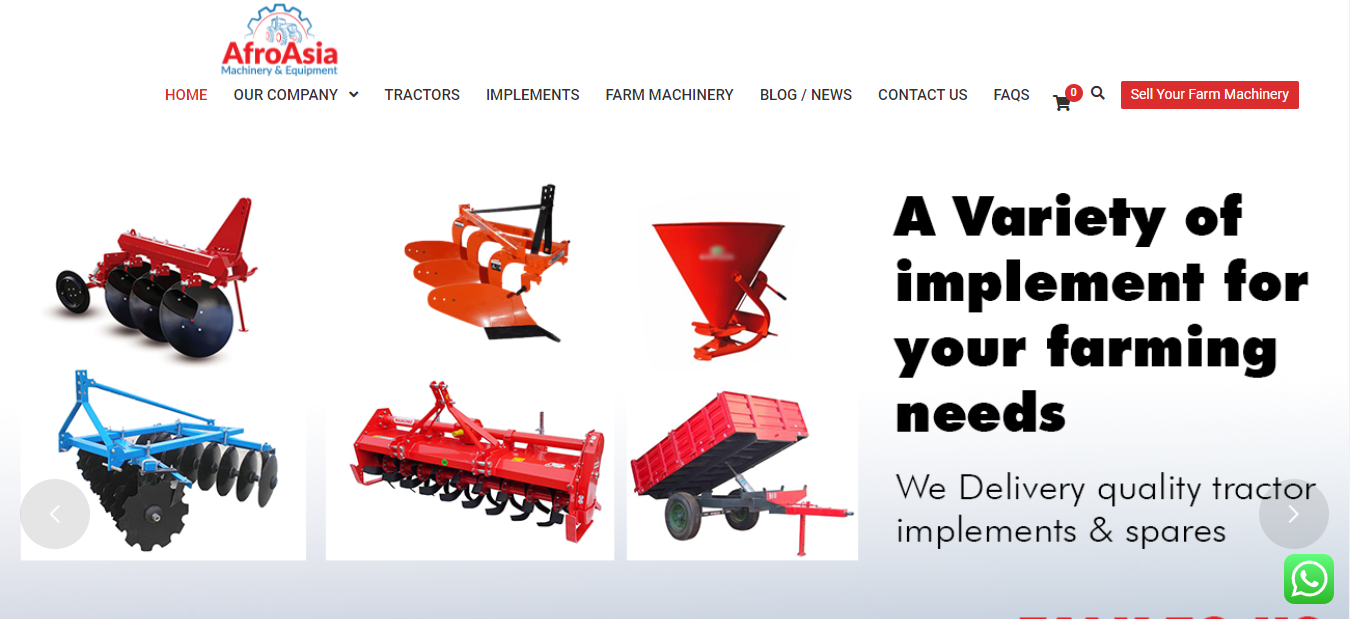 AfroAsia
Machinery & Equipment
HOME OUR COMPANY TRACTORS IMPLEMENTS FARM MACHINERY BLOG / NEWS CONTACT US FAQS 0 Sell Your Farm Machinery
A Variety of
implement for
your farming
needs
We Delivery quality tractor
implements & spares